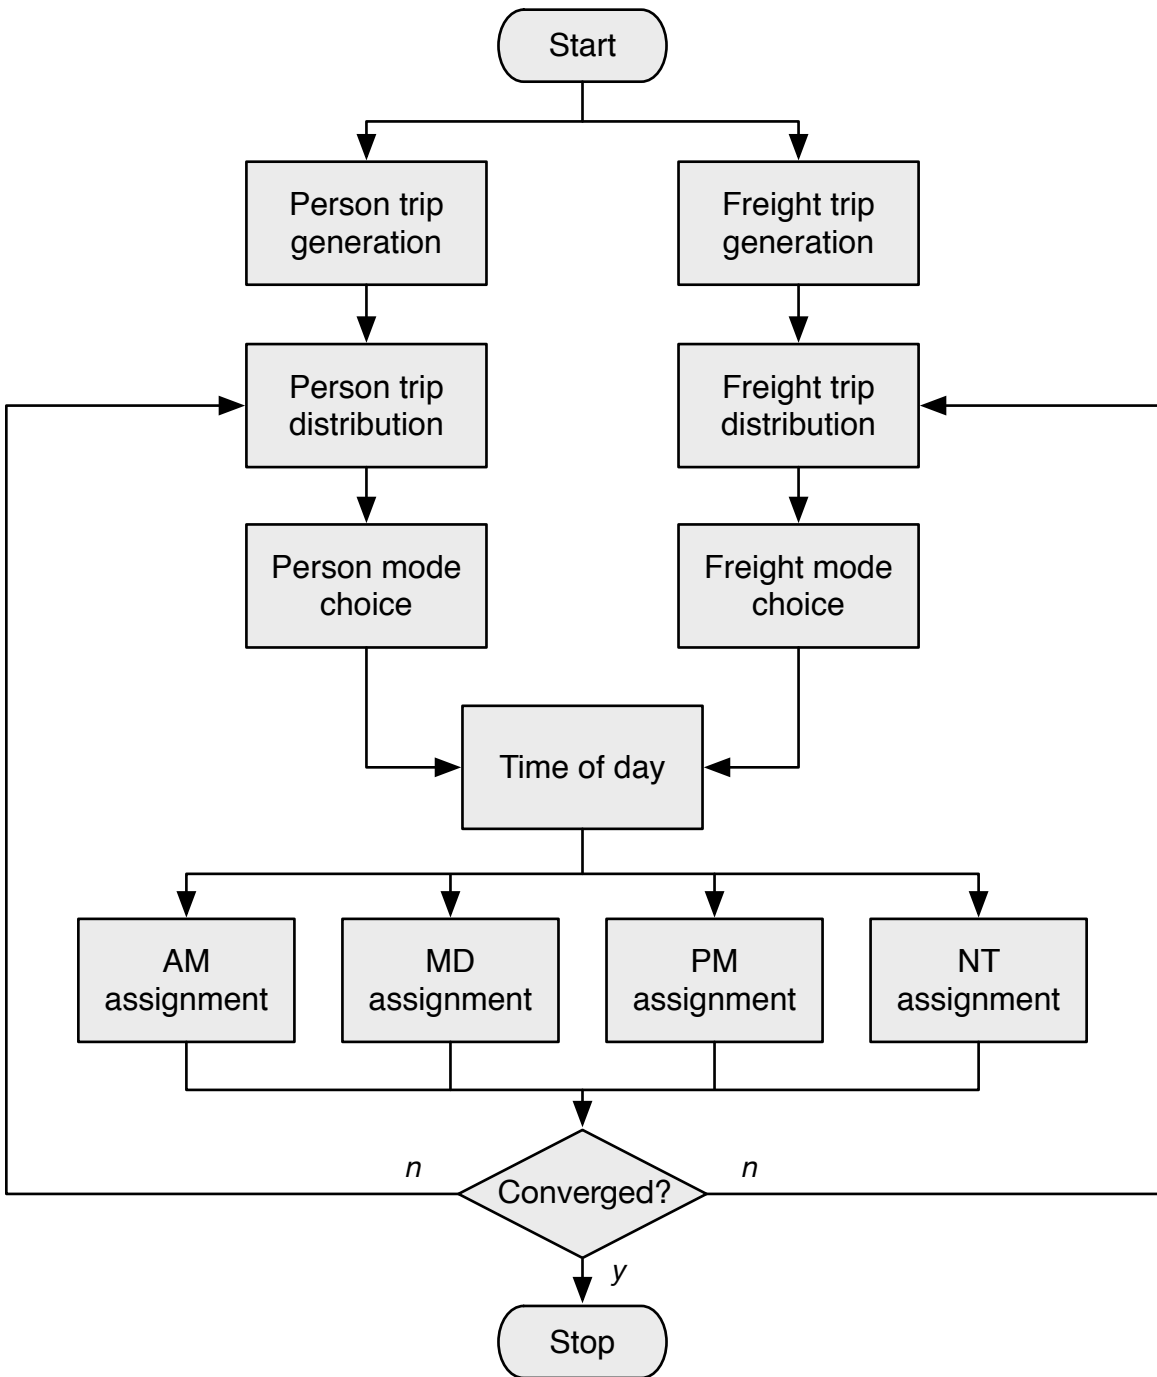 Start
Person trip
generation
Freight trip
generation
Person trip
distribution
Freight trip
distribution
Person mode
choice
Freight mode
choice
Time of day
AM
assignment
MD
assignment
PM
assignment
NT
assignment
n
Converged?
n
y
Stop